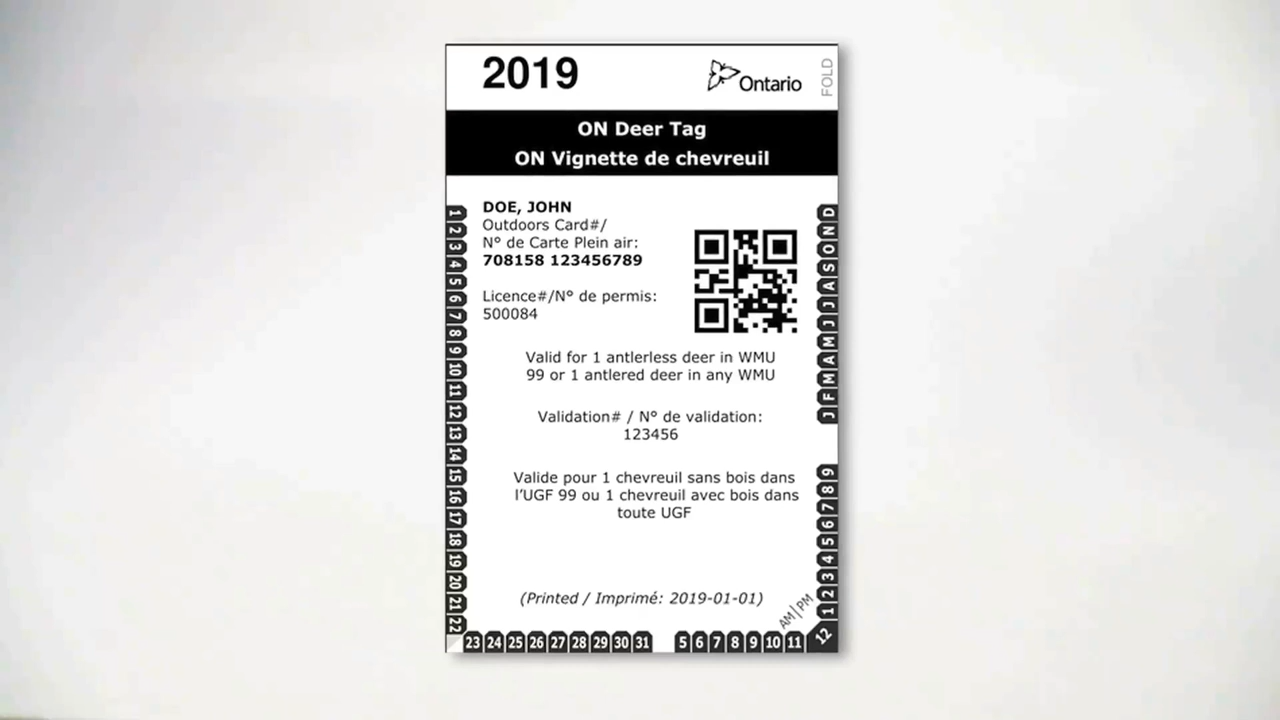 2019
Ontario
FOLD
ON Deer Tag
ON Vignette de chevreuil
DOE, JOHN
Outdoors Card#/
N° de Carte Plein air:
708158 123456789
Licence#/N° de permis:
500084
Valid for 1 antlerless deer in WMU
99 or 1 antlered deer in any WMU
Validation# / N° de validation:
123456
Valide pour 1 chevreuil sans bois dans
l’UGF 99 ou 1 chevreuil avec bois dans
toute UGF
(Printed / Imprimé: 2019-01-01)
1 2 3 4 5 6 7 8 9 10 11 12 13 14 15 16 17 18 19 20 21 22
23 24 25 26 27 28 29 30 31
5 6 7 8 9 10 11
12
AM|PM
1 2 3 4 5 6 7 8 9
J F M A M J J A S O N D